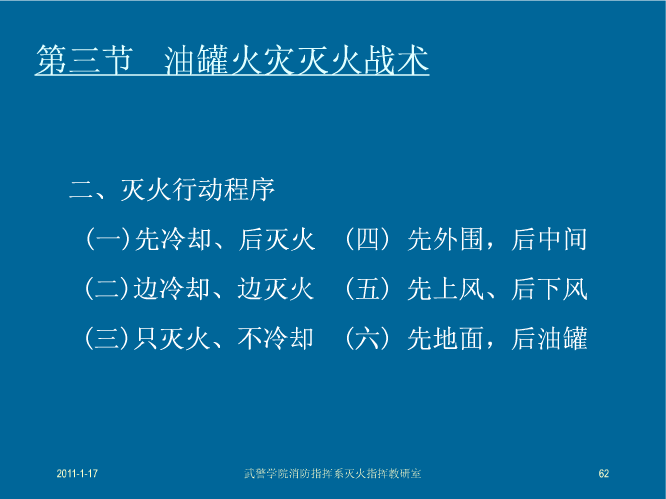 第三节　油罐火灾灭火战术
二、灭火行动程序
(一)先冷却、后灭火　(四) 先外围，后中间
(二)边冷却、边灭火　(五) 先上风、后下风
(三)只灭火、不冷却　(六) 先地面，后油罐
2011-1-17　武警学院消防指挥系灭火指挥教研室　62